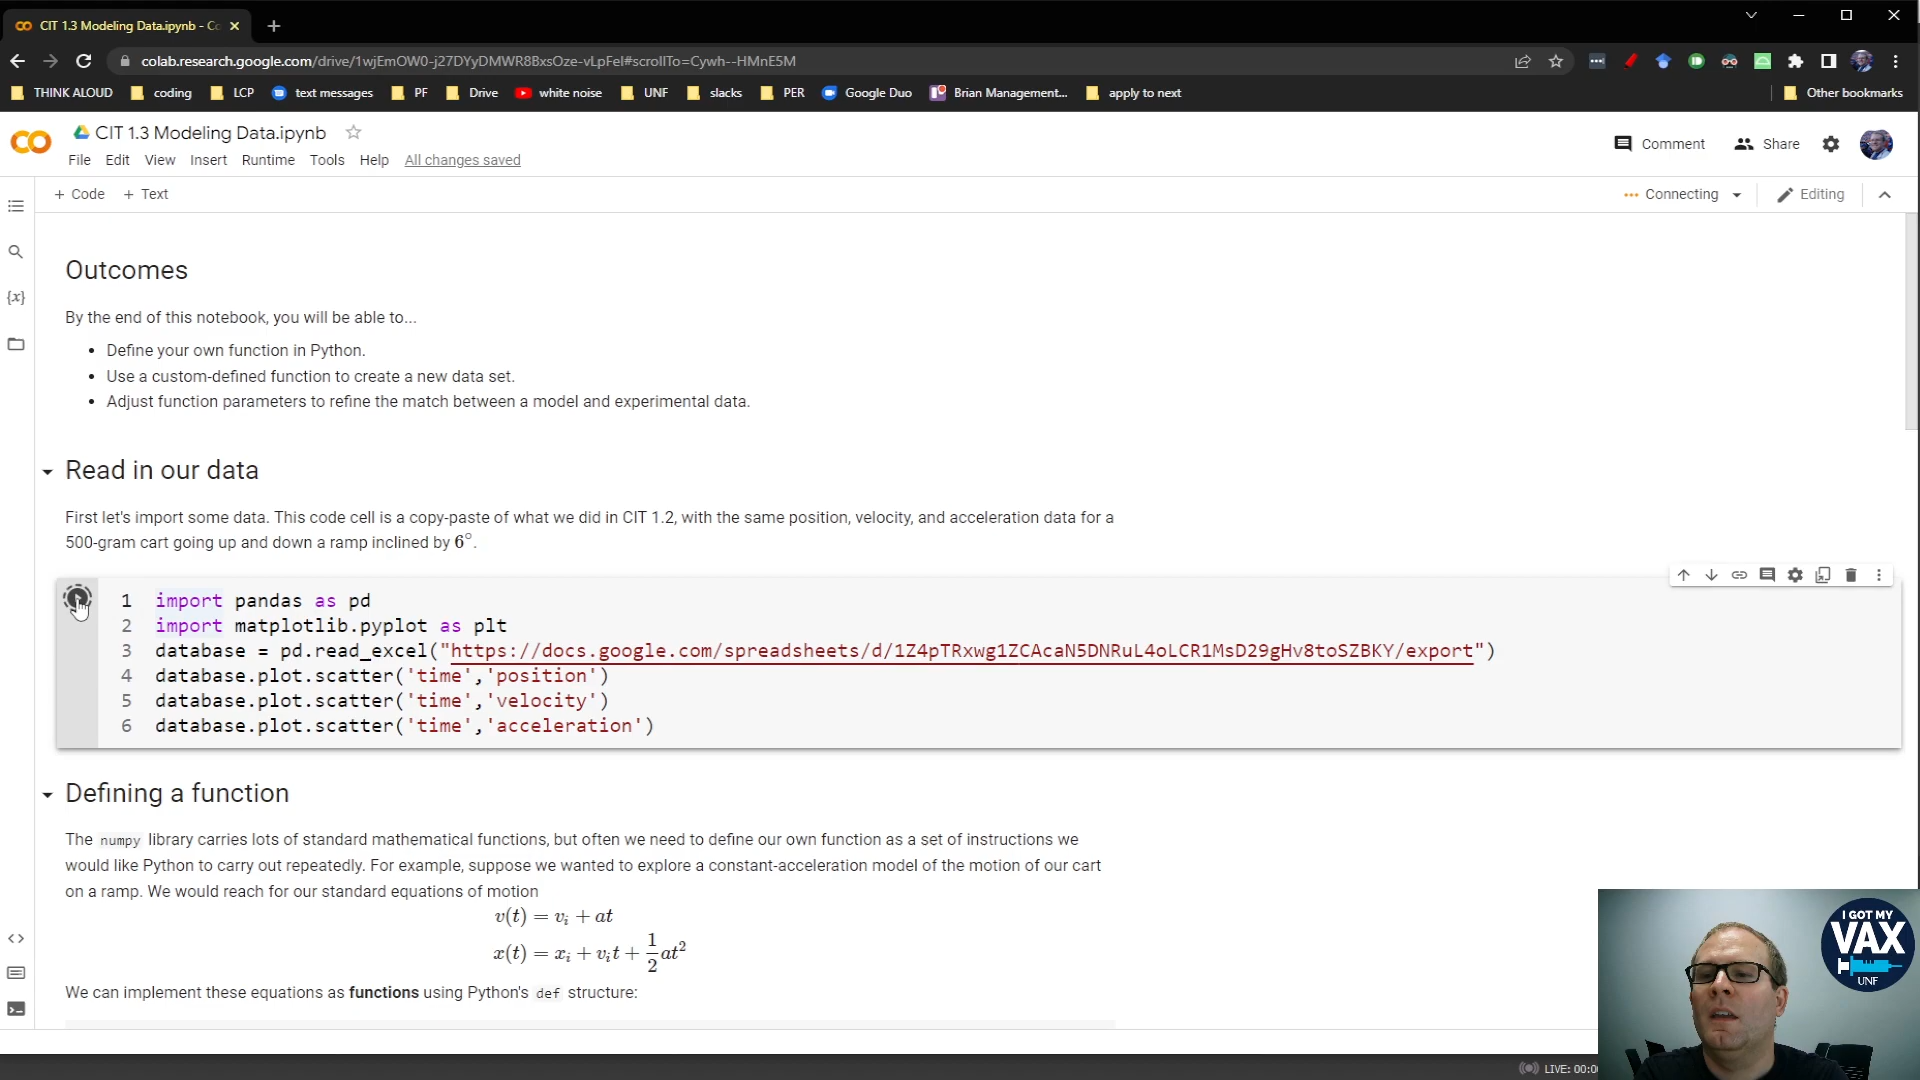 CIT 1.3 Modeling Data.ipynb - Co
colab.research.google.com/drive/1wjEmOW0-j27DYyDMWR8BxsOze-vLpFel#scrollTo=Cywh--HMnE5M
THINK ALOUD coding LCP text messages PF Drive white noise UNF slacks PER Google Duo Brian Management... apply to next Other bookmarks
CIT 1.3 Modeling Data.ipynb
Comment Share
File Edit View Insert Runtime Tools Help All changes saved
+ Code + Text Connecting Editing
Outcomes
By the end of this notebook, you will be able to...
• Define your own function in Python.
• Use a custom-defined function to create a new data set.
• Adjust function parameters to refine the match between a model and experimental data.
Read in our data
First let's import some data. This code cell is a copy-paste of what we did in CIT 1.2, with the same position, velocity, and acceleration data for a
500-gram cart going up and down a ramp inclined by 6°.
1 import pandas as pd
2 import matplotlib.pyplot as plt
3 database = pd.read_excel("https://docs.google.com/spreadsheets/d/1Z4pTRxwg1ZCAcaN5DNRuL4oLCR1MsD29gHv8toSZBKY/export")
4 database.plot.scatter('time','position')
5 database.plot.scatter('time','velocity')
6 database.plot.scatter('time','acceleration')
Defining a function
The numpy library carries lots of standard mathematical functions, but often we need to define our own function as a set of instructions we
would like Python to carry out repeatedly. For example, suppose we wanted to explore a constant-acceleration model of the motion of our cart
on a ramp. We would reach for our standard equations of motion
v(t) = vᵢ + at
x(t) = xᵢ + vᵢt + 1/2 at²
We can implement these equations as functions using Python's def structure:
I GOT MY
VAX
UNF
LIVE: 00:0